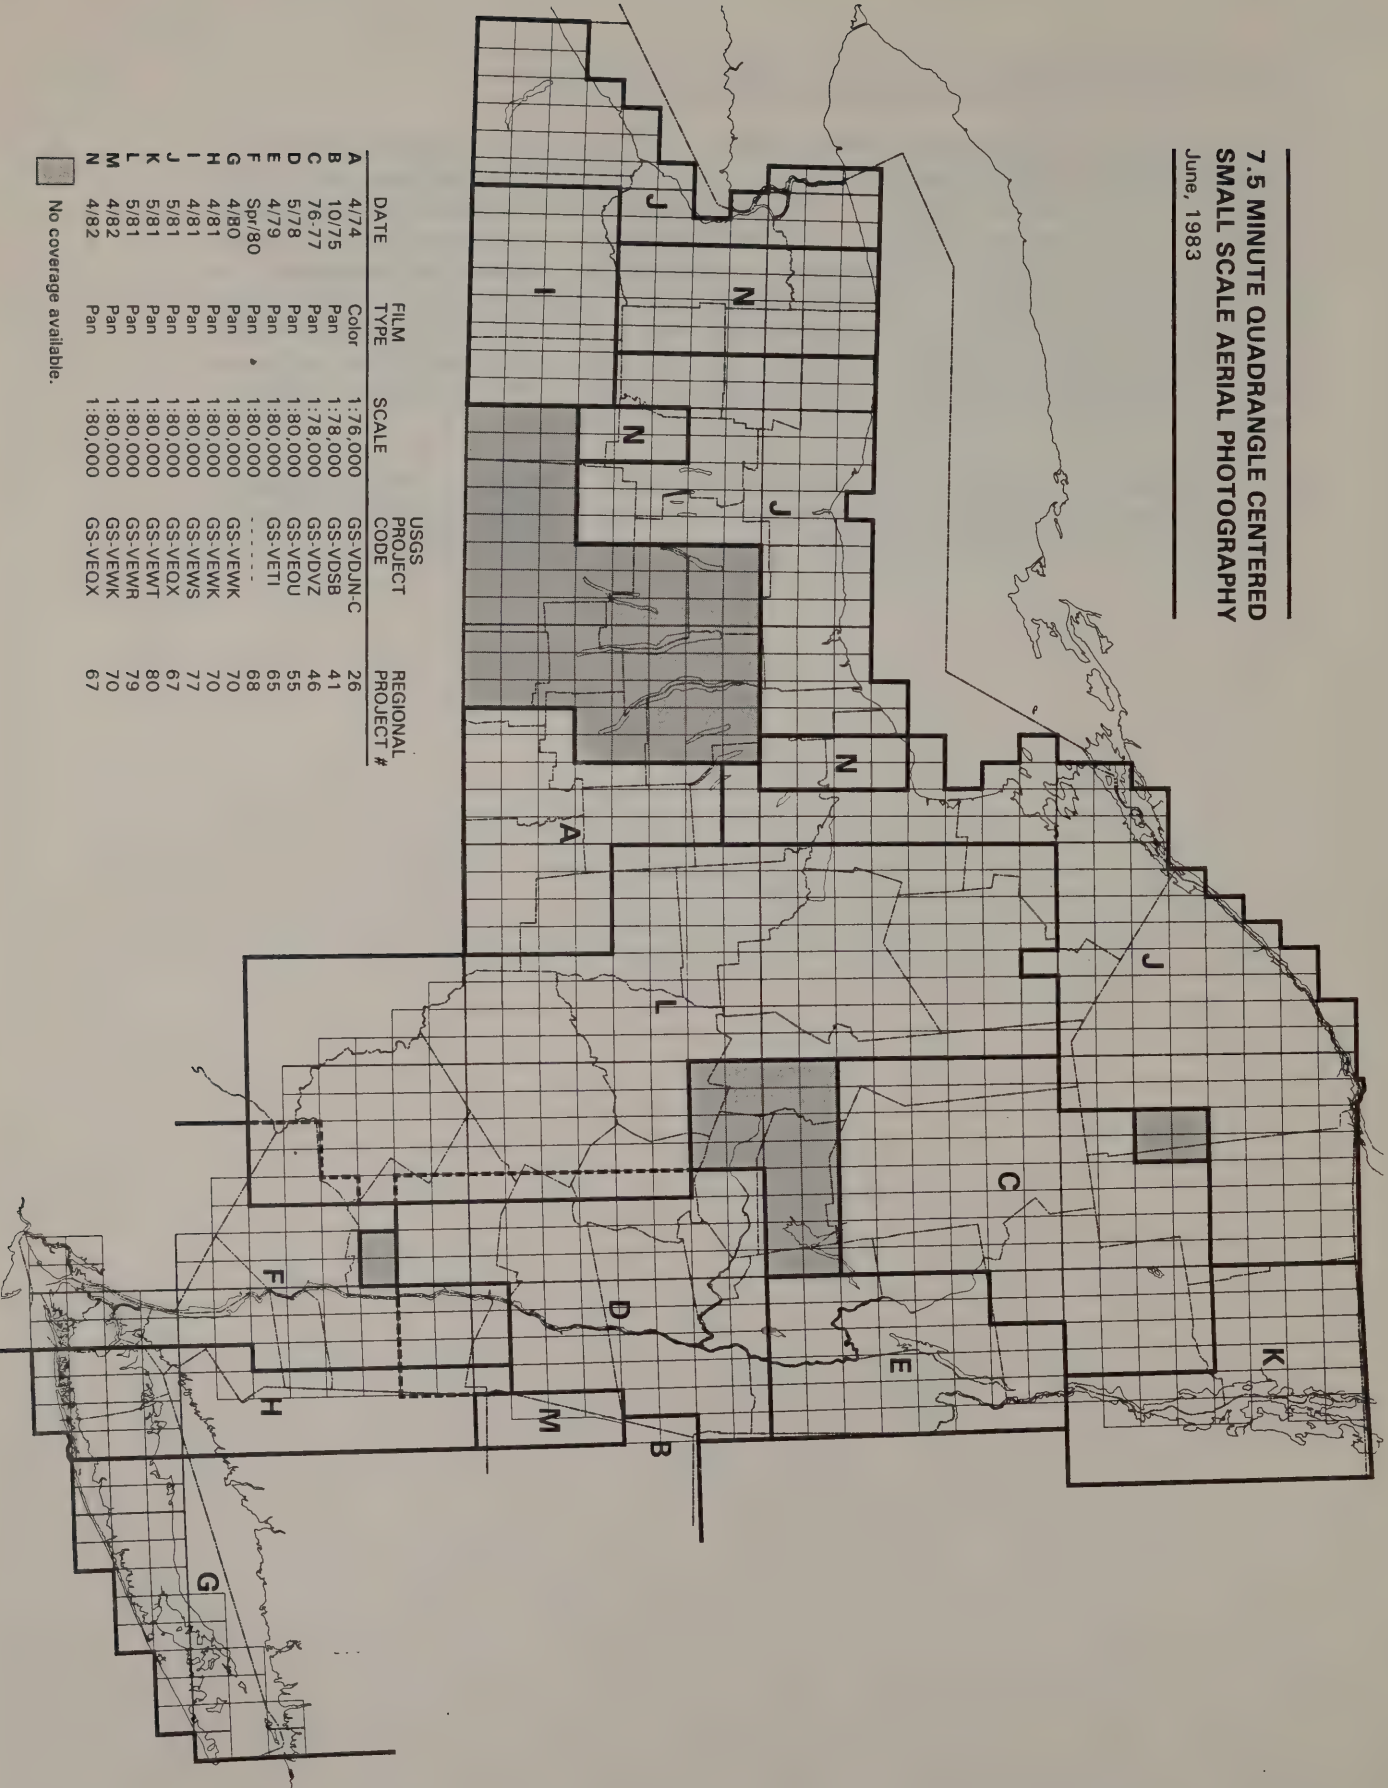 7.5 MINUTE QUADRANGLE CENTERED
SMALL SCALE AERIAL PHOTOGRAPHY
June, 1983
J
N
I
N
J
N
A
J
L
C
K
E
D
F
M
B
H
G
DATE FILM TYPE SCALE USGS PROJECT CODE REGIONAL PROJECT #
A 4/74 Color 1:76,000 GS-VDJN-C 26
B 10/75 Pan 1:78,000 GS-VDSB 41
C 76-77 Pan 1:78,000 GS-VDVZ 46
D 5/78 Pan 1:80,000 GS-VEOU 55
E 4/79 Pan 1:80,000 GS-VETI 65
F Spr/80 Pan 1:80,000 - - - - - 68
G 4/80 Pan 1:80,000 GS-VEWK 70
H 4/81 Pan 1:80,000 GS-VEWK 70
I 4/81 Pan 1:80,000 GS-VEWS 77
J 5/81 Pan 1:80,000 GS-VEQX 67
K 5/81 Pan 1:80,000 GS-VEWT 80
L 5/81 Pan 1:80,000 GS-VEWR 79
M 4/82 Pan 1:80,000 GS-VEWK 70
N 4/82 Pan 1:80,000 GS-VEQX 67
No coverage available.